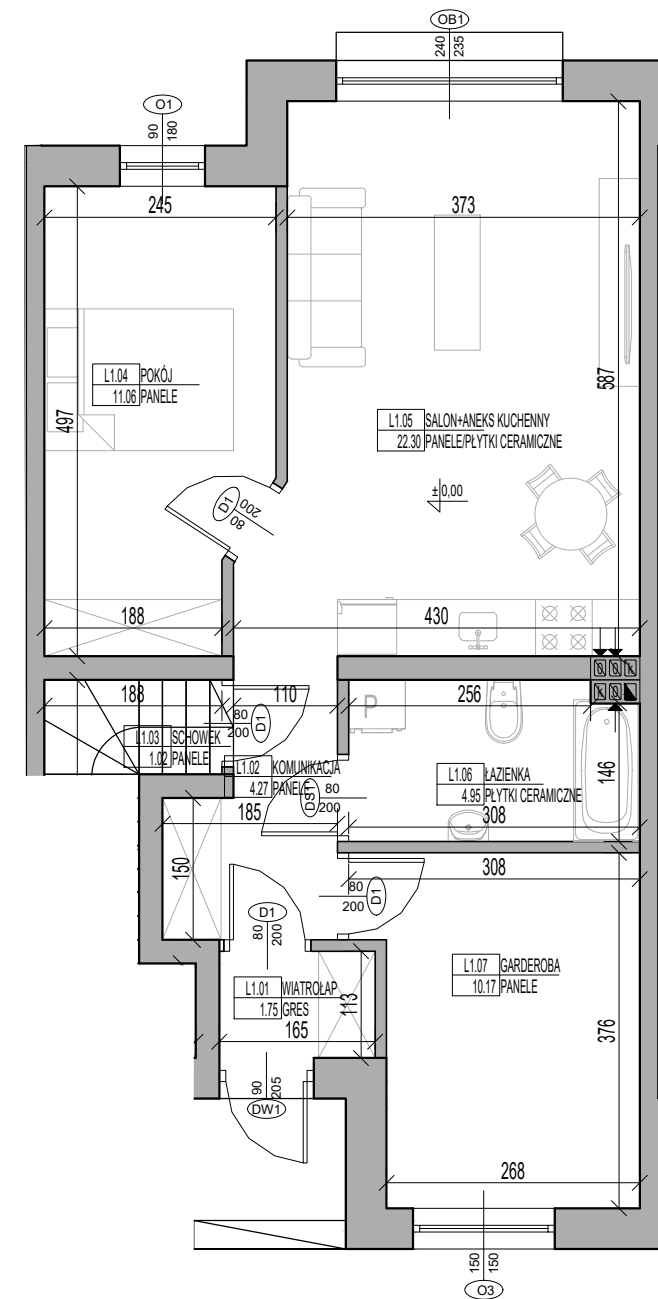 OB1
240
235
O1
90
180
245
373
L1.04 POKÓJ
11.06 PANELE
497
587
L1.05 SALON+ANEKS KUCHENNY
22.30 PANELE/PŁYTKI CERAMICZNE
D1
200
80
±0,00
188
430
188
110
256
P
80
200
D1
L1.03 SCHOWEK
1.02 PANELE
L1.02 KOMUNIKACJA
4.27 PANELE
DS1
80
200
L1.06 ŁAZIENKA
4.95 PŁYTKI CERAMICZNE
146
185
308
150
308
80
200
D1
D1
80
200
L1.07 GARDEROBA
10.17 PANELE
L1.01 WIATROŁAP
1.75 GRES
113
165
376
90
205
DW1
268
150
150
O3